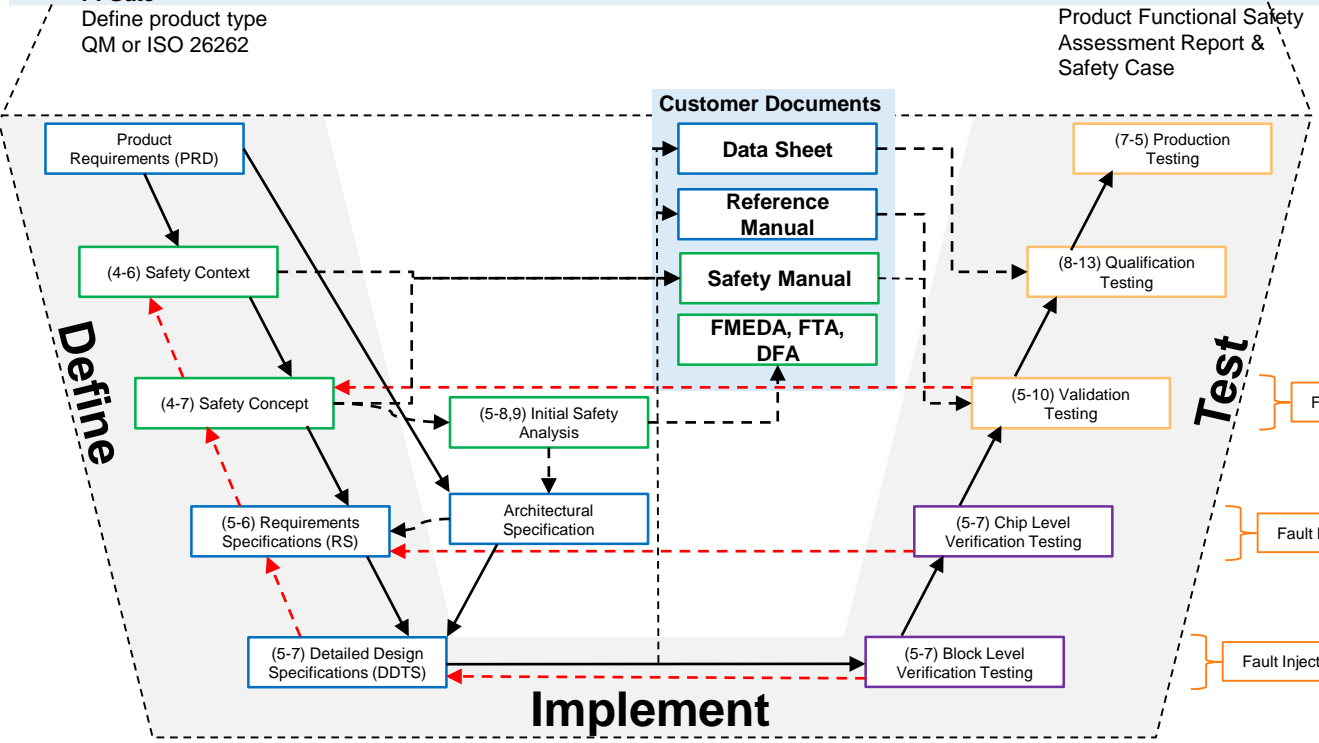 Define product type
QM or ISO 26262
Product Functional Safety
Assessment Report &
Safety Case
Customer Documents
Product
Requirements (PRD)
Data Sheet
(7-5) Production
Testing
Reference
Manual
(4-6) Safety Context
Safety Manual
(8-13) Qualification
Testing
FMEDA, FTA,
DFA
Define
(4-7) Safety Concept
(5-8,9) Initial Safety
Analysis
(5-10) Validation
Testing
Test
F
(5-6) Requirements
Specifications (RS)
Architectural
Specification
(5-7) Chip Level
Verification Testing
Fault
(5-7) Detailed Design
Specifications (DDTS)
(5-7) Block Level
Verification Testing
Fault Inject
Implement